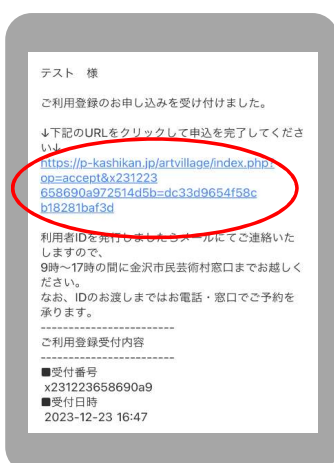 テスト　様
ご利用登録のお申し込みを受け付けました。
↓下記のURLをクリックして申込を完了してくださ
い↓
https://p-kashikan.jp/artvillage/index.php?
op=accept&x231223
658690a972514d5b=dc33d9654f58c
b18281baf3d
利用者IDを発行しましたらメールにてご連絡いた
しますので、
9時～17時の間に金沢市民芸術村窓口までお越しく
ださい。
なお、IDのお渡しまではお電話・窓口でご予約を
承ります。
------------------------
ご利用登録受付内容
------------------------
■受付番号
x231223658690a9
■受付日時
2023-12-23 16:47